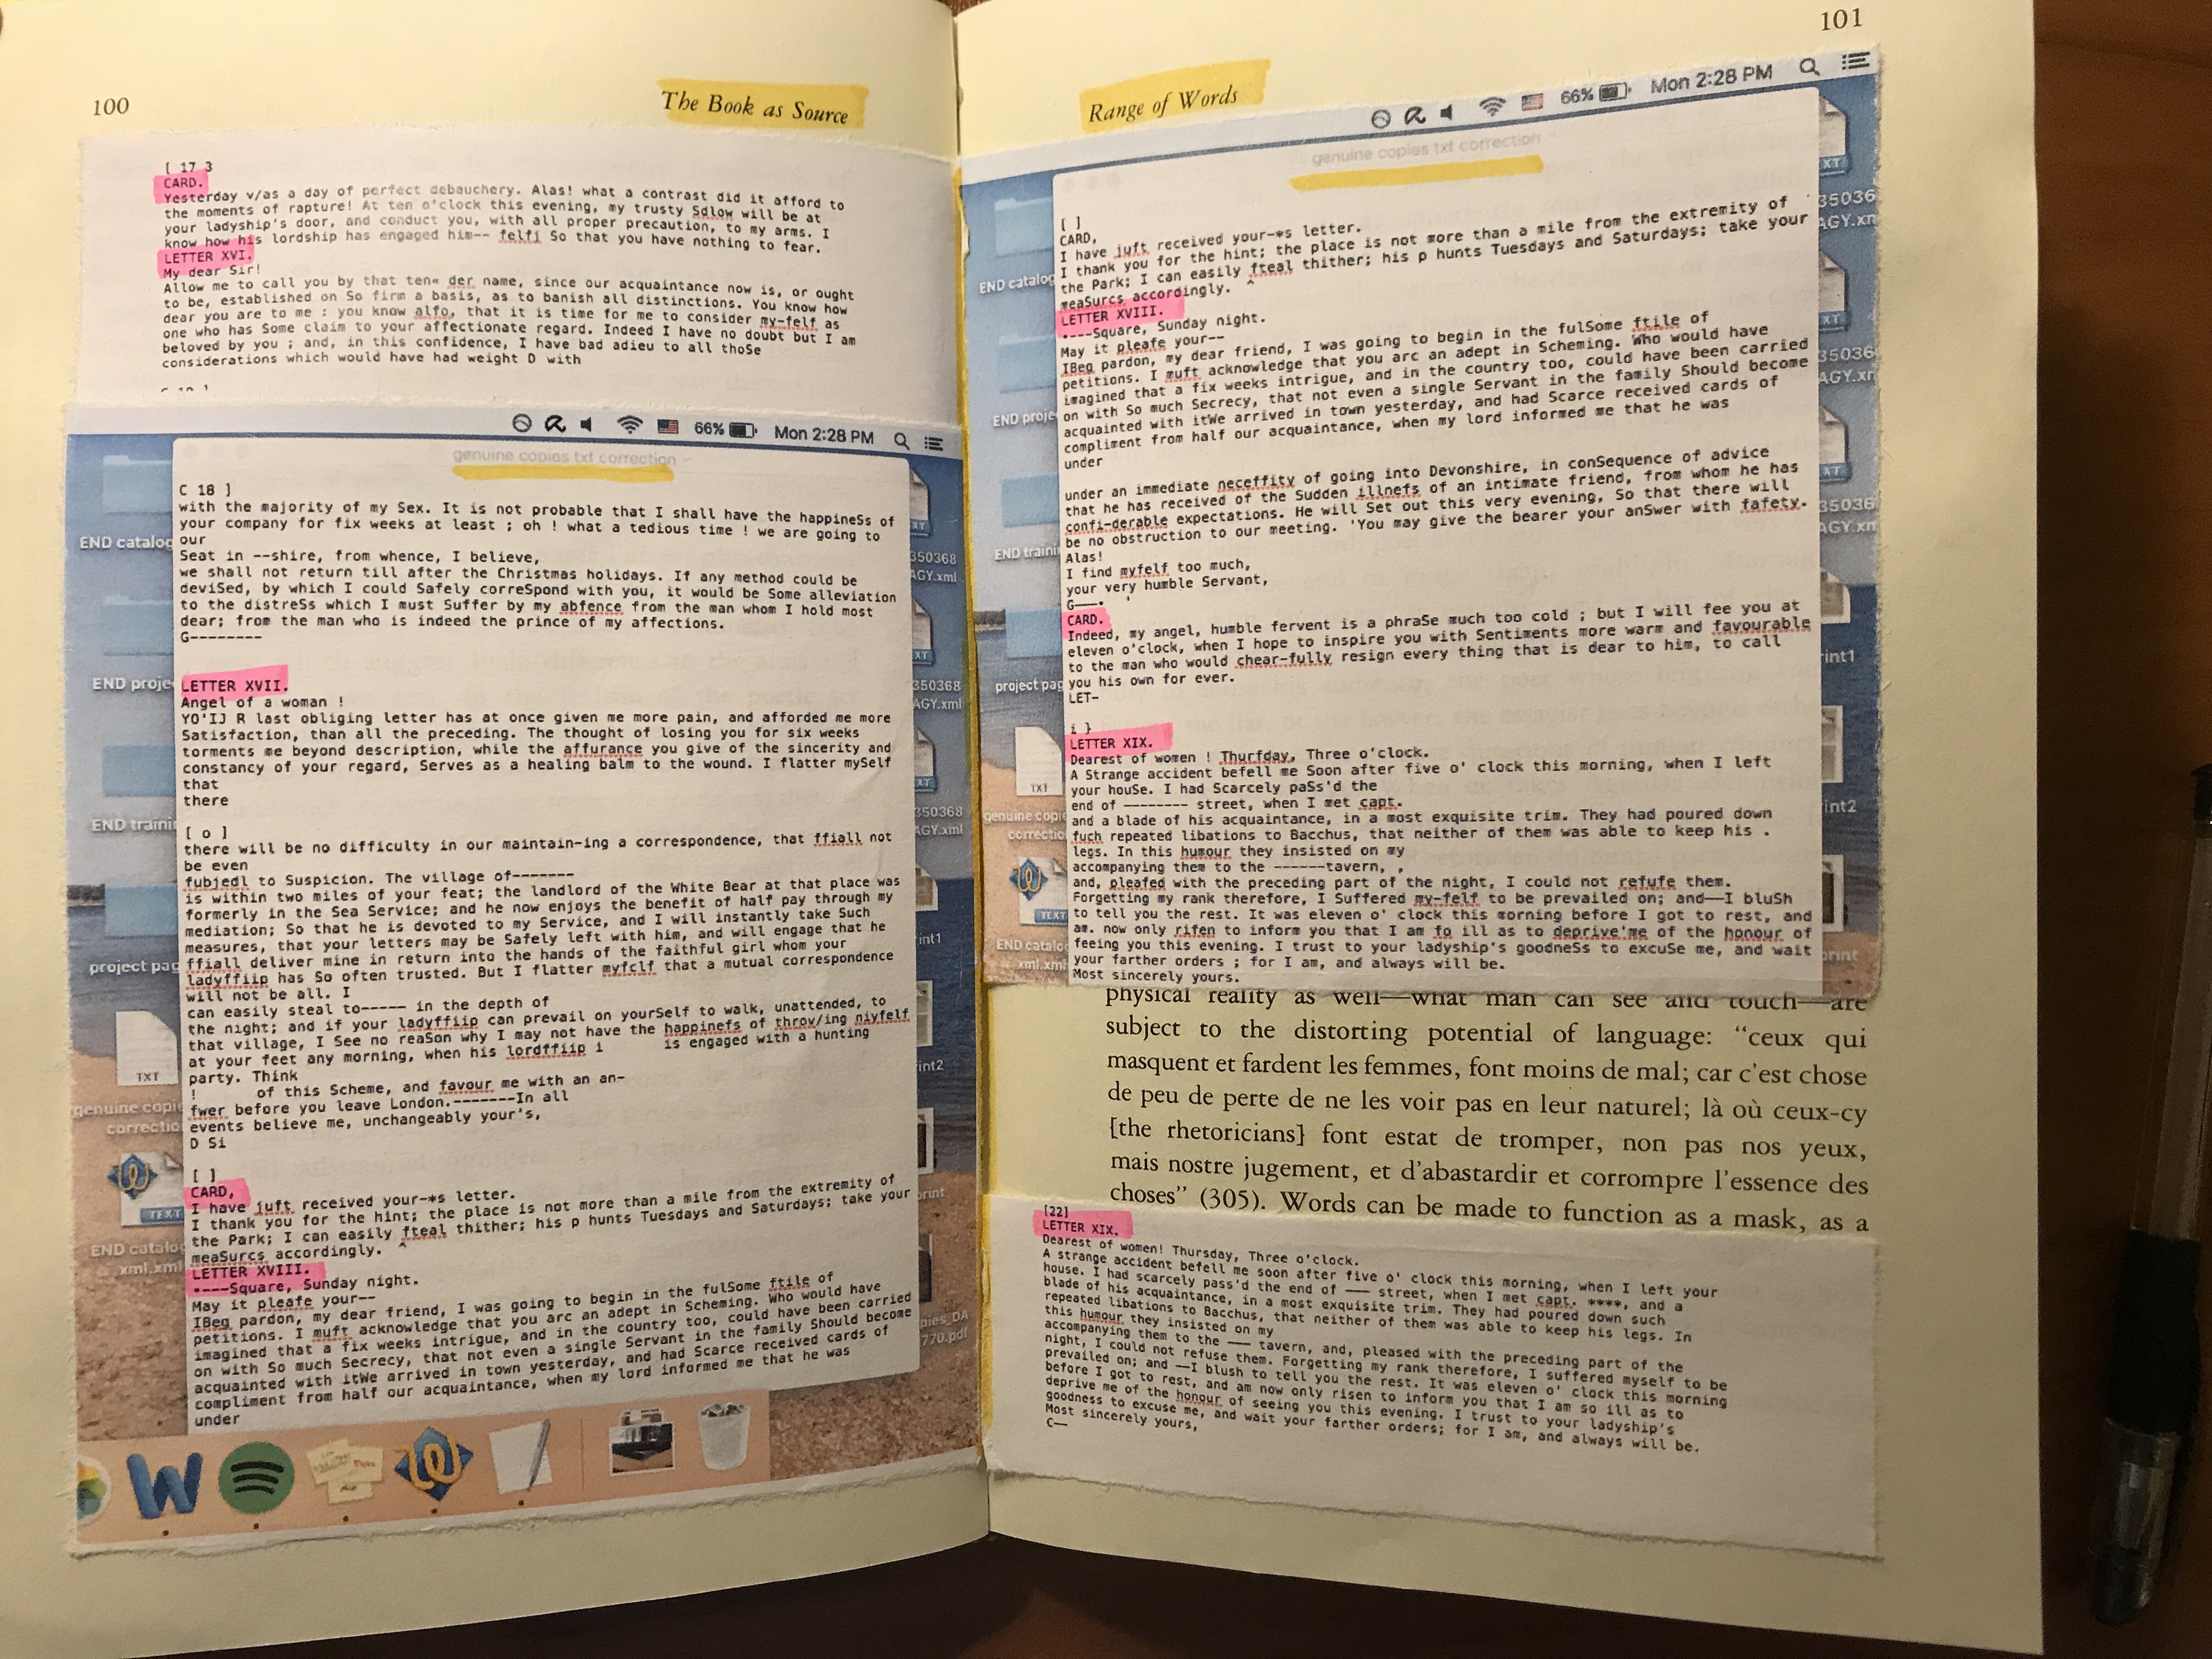 100
The Book as Source
[ 17 3
CARD.
Yesterday v/as a day of perfect debauchery. Alas! what a contrast did it afford to
the moments of rapture! At ten o'clock this evening, my trusty Sdlow will be at
your ladyship's door, and conduct you, with all proper precaution, to my arms. I
know how his lordship has engaged him-- felfj So that you have nothing to fear.
LETTER XVI.
My dear Sir!
Allow me to call you by that ten« der name, since our acquaintance now is, or ought
to be, established on So firm a basis, as to banish all distinctions. You know how
dear you are to me : you know alfo, that it is time for me to consider my-felf as
one who has Some claim to your affectionate regard. Indeed I have no doubt but I am
beloved by you ; and, in this confidence, I have bad adieu to all thoSe
considerations which would have had weight D with
66% Mon 2:28 PM
genuine copies txt correction
C 18 ]
with the majority of my Sex. It is not probable that I shall have the happineSs of
your company for fix weeks at least ; oh ! what a tedious time ! we are going to
our
Seat in --shire, from whence, I believe,
we shall not return till after the Christmas holidays. If any method could be
deviSed, by which I could Safely correSpond with you, it would be Some alleviation
to the distreSs which I must Suffer by my abfence from the man whom I hold most
dear; from the man who is indeed the prince of my affections.
G--------
LETTER XVII.
Angel of a woman !
YO'IJ R last obliging letter has at once given me more pain, and afforded me more
Satisfaction, than all the preceding. The thought of losing you for six weeks
torments me beyond description, while the affurance you give of the sincerity and
constancy of your regard, Serves as a healing balm to the wound. I flatter mySelf
that
there
[ o ]
there will be no difficulty in our maintain-ing a correspondence, that ffiall not
be even
fubjedl to Suspicion. The village of-------
is within two miles of your feat; the landlord of the White Bear at that place was
formerly in the Sea Service; and he now enjoys the benefit of half pay through my
mediation; So that he is devoted to my Service, and I will instantly take Such
measures, that your letters may be Safely left with him, and will engage that he
ffiall deliver mine in return into the hands of the faithful girl whom your
ladyffiip has So often trusted. But I flatter myfclf that a mutual correspondence
will not be all. I
can easily steal to----- in the depth of
the night; and if your ladyffiip can prevail on yourSelf to walk, unattended, to
that village, I See no reaSon why I may not have the happinefs of throv/ing niyfelf
at your feet any morning, when his lordffiip i is engaged with a hunting
party. Think
! of this Scheme, and favour me with an an-
fwer before you leave London.-------In all
events believe me, unchangeably your's,
D Si
[ ]
CARD,
I have juft received your-*s letter.
I thank you for the hint; the place is not more than a mile from the extremity of
the Park; I can easily fteal thither; his p hunts Tuesdays and Saturdays; take your
meaSurcs accordingly. ^
LETTER XVIII.
•----Square, Sunday night.
May it pleafe your--
IBeg pardon, my dear friend, I was going to begin in the fulSome ftile of
petitions. I muft acknowledge that you arc an adept in Scheming. Who would have
imagined that a fix weeks intrigue, and in the country too, could have been carried
on with So much Secrecy, that not even a single Servant in the family Should become
acquainted with itWe arrived in town yesterday, and had Scarce received cards of
compliment from half our acquaintance, when my lord informed me that he was
under
END catalog
END proje
END traini
project pag
TXT
genuine copie
correctio
TEXT
END catalo
xml.xml
350368
AGY.xml
350368
AGY.xml
350368
AGY.xml
int1
int2
print
pies_DA
770.pdf
101
Range of Words
66% Mon 2:28 PM
genuine copies txt correction
[ ]
CARD,
I have juft received your-*s letter.
I thank you for the hint; the place is not more than a mile from the extremity of
the Park; I can easily fteal thither; his p hunts Tuesdays and Saturdays; take your
meaSurcs accordingly. ^
LETTER XVIII.
•----Square, Sunday night.
May it pleafe your--
IBeg pardon, my dear friend, I was going to begin in the fulSome ftile of
petitions. I muft acknowledge that you arc an adept in Scheming. Who would have
imagined that a fix weeks intrigue, and in the country too, could have been carried
on with So much Secrecy, that not even a single Servant in the family Should become
acquainted with itWe arrived in town yesterday, and had Scarce received cards of
compliment from half our acquaintance, when my lord informed me that he was
under
under an immediate neceffity of going into Devonshire, in conSequence of advice
that he has received of the Sudden illnefs of an intimate friend, from whom he has
confi-derable expectations. He will Set out this very evening, So that there will
be no obstruction to our meeting. 'You may give the bearer your anSwer with fafety.
Alas!
I find myfelf too much,
your very humble Servant,
G——•
CARD.
Indeed, my angel, humble fervent is a phraSe much too cold ; but I will fee you at
eleven o'clock, when I hope to inspire you with Sentiments more warm and favourable
to the man who would chear-fully resign every thing that is dear to him, to call
you his own for ever.
LET-
i }
LETTER XIX.
Dearest of women ! Thurfday, Three o'clock.
A Strange accident befell me Soon after five o' clock this morning, when I left
your houSe. I had Scarcely paSs'd the
end of -------- street, when I met capt.
and a blade of his acquaintance, in a most exquisite trim. They had poured down
fuch repeated libations to Bacchus, that neither of them was able to keep his .
legs. In this humour they insisted on my
accompanying them to the ------tavern, ,
and, pleafed with the preceding part of the night, I could not refufe them.
Forgetting my rank therefore, I Suffered my-felf to be prevailed on; and——I bluSh
to tell you the rest. It was eleven o' clock this morning before I got to rest, and
am. now only rifen to inform you that I am fo ill as to deprive'me of the honour of
feeing you this evening. I trust to your ladyship's goodneSs to excuSe me, and wait
your farther orders ; for I am, and always will be.
Most sincerely yours.
END catalog
END proje
END traini
project pag
TXT
genuine copi
correctio
TEXT
END catalo
xml.xml
XT
35036
AGY.xm
35036
AGY.xm
35036
AGY.xm
rint1
int2
print
physical reality as well—what man can see and touch—are
subject to the distorting potential of language: "ceux qui
masquent et fardent les femmes, font moins de mal; car c'est chose
de peu de perte de ne les voir pas en leur naturel; là où ceux-cy
[the rhetoricians] font estat de tromper, non pas nos yeux,
mais nostre jugement, et d'abastardir et corrompre l'essence des
choses" (305). Words can be made to function as a mask, as a
[22]
LETTER XIX.
Dearest of women! Thursday, Three o'clock.
A strange accident befell me soon after five o' clock this morning, when I left your
house. I had scarcely pass'd the end of —— street, when I met capt. ****, and a
blade of his acquaintance, in a most exquisite trim. They had poured down such
repeated libations to Bacchus, that neither of them was able to keep his legs. In
this humour they insisted on my
accompanying them to the —— tavern, and, pleased with the preceding part of the
night, I could not refuse them. Forgetting my rank therefore, I suffered myself to be
prevailed on; and ——I blush to tell you the rest. It was eleven o' clock this morning
before I got to rest, and am now only risen to inform you that I am so ill as to
deprive me of the honour of seeing you this evening. I trust to your ladyship's
goodness to excuse me, and wait your farther orders; for I am, and always will be.
Most sincerely yours,
C——